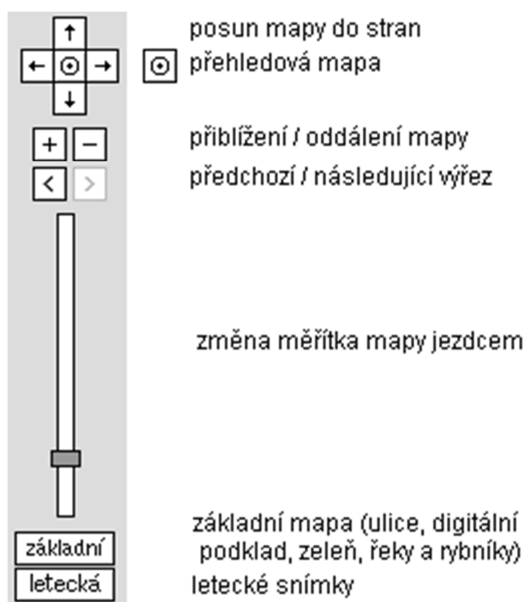 posun mapy do stran
přehledová mapa
přiblížení / oddálení mapy
předchozí / následující výřez
změna měřítka mapy jezdcem
základní mapa (ulice, digitální
podklad, zeleň, řeky a rybníky)
základní
letecká
letecké snímky